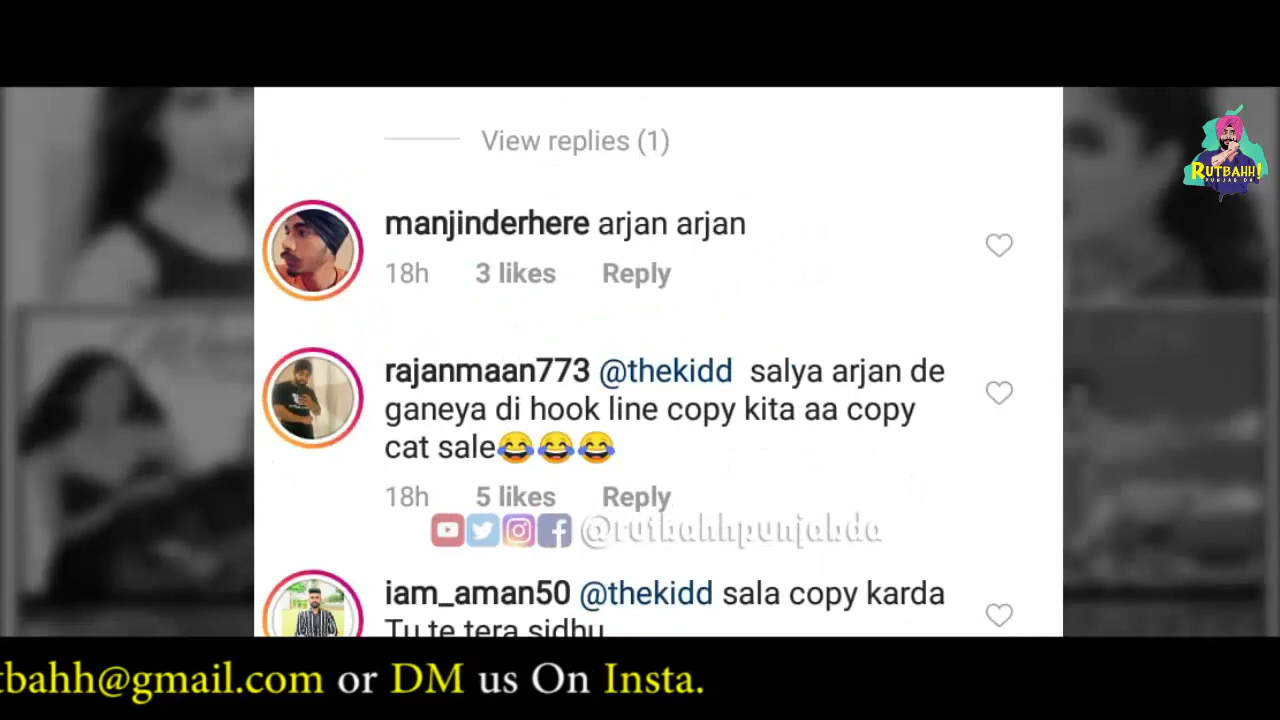 View replies (1)
RUTBAHH!
PUNJAB DA
manjinderhere arjan arjan
18h 3 likes Reply
rajanmaan773 @thekidd salya arjan de
ganeya di hook line copy kita aa copy
cat sale😂😂😂
18h 5 likes Reply
@rutbahhpunjabda
iam_aman50 @thekidd sala copy karda
Tu te tera sidhu
tbahh@gmail.com or DM us On Insta.